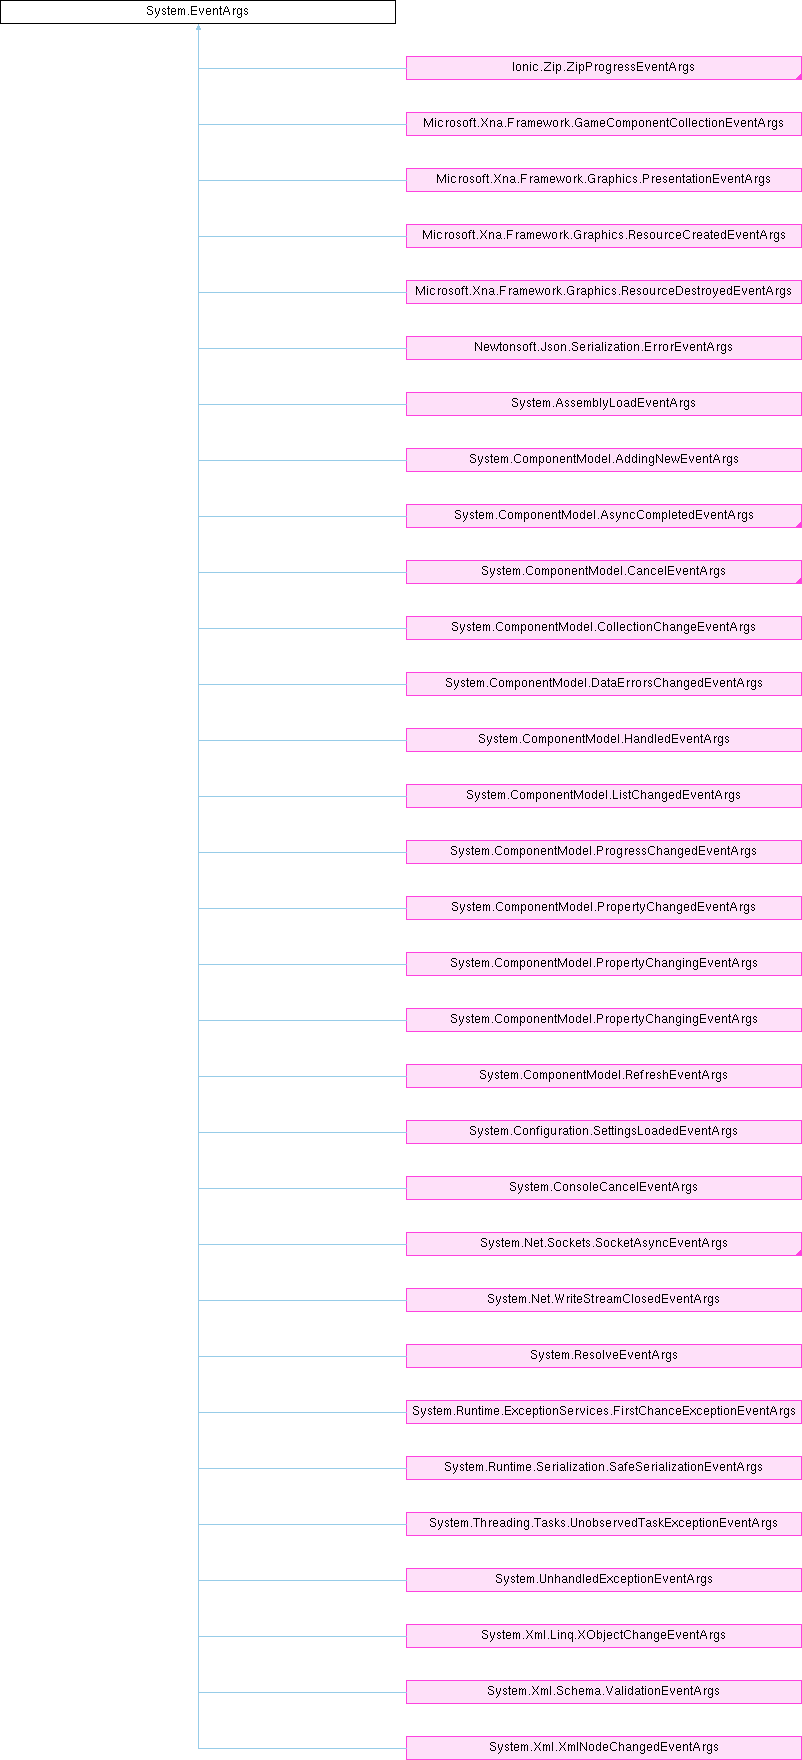 System.EventArgs
Ionic.Zip.ZipProgressEventArgs
Microsoft.Xna.Framework.GameComponentCollectionEventArgs
Microsoft.Xna.Framework.Graphics.PresentationEventArgs
Microsoft.Xna.Framework.Graphics.ResourceCreatedEventArgs
Microsoft.Xna.Framework.Graphics.ResourceDestroyedEventArgs
Newtonsoft.Json.Serialization.ErrorEventArgs
System.AssemblyLoadEventArgs
System.ComponentModel.AddingNewEventArgs
System.ComponentModel.AsyncCompletedEventArgs
System.ComponentModel.CancelEventArgs
System.ComponentModel.CollectionChangeEventArgs
System.ComponentModel.DataErrorsChangedEventArgs
System.ComponentModel.HandledEventArgs
System.ComponentModel.ListChangedEventArgs
System.ComponentModel.ProgressChangedEventArgs
System.ComponentModel.PropertyChangedEventArgs
System.ComponentModel.PropertyChangingEventArgs
System.ComponentModel.PropertyChangingEventArgs
System.ComponentModel.RefreshEventArgs
System.Configuration.SettingsLoadedEventArgs
System.ConsoleCancelEventArgs
System.Net.Sockets.SocketAsyncEventArgs
System.Net.WriteStreamClosedEventArgs
System.ResolveEventArgs
System.Runtime.ExceptionServices.FirstChanceExceptionEventArgs
System.Runtime.Serialization.SafeSerializationEventArgs
System.Threading.Tasks.UnobservedTaskExceptionEventArgs
System.UnhandledExceptionEventArgs
System.Xml.Linq.XObjectChangeEventArgs
System.Xml.Schema.ValidationEventArgs
System.Xml.XmlNodeChangedEventArgs